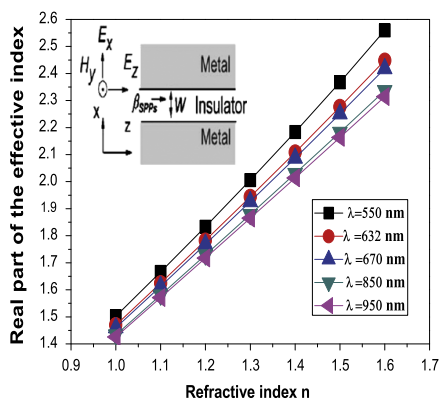 2.6
2.5
2.4
2.3
2.2
2.1
2.0
1.9
1.8
1.7
1.6
1.5
1.4
Real part of the effective index
Ex
Hy
Ez
x
z
Metal
βSPPs
W
Insulator
Metal
λ=550 nm
λ =632 nm
λ =670 nm
λ =850 nm
λ =950 nm
0.9 1.0 1.1 1.2 1.3 1.4 1.5 1.6 1.7
Refractive index n